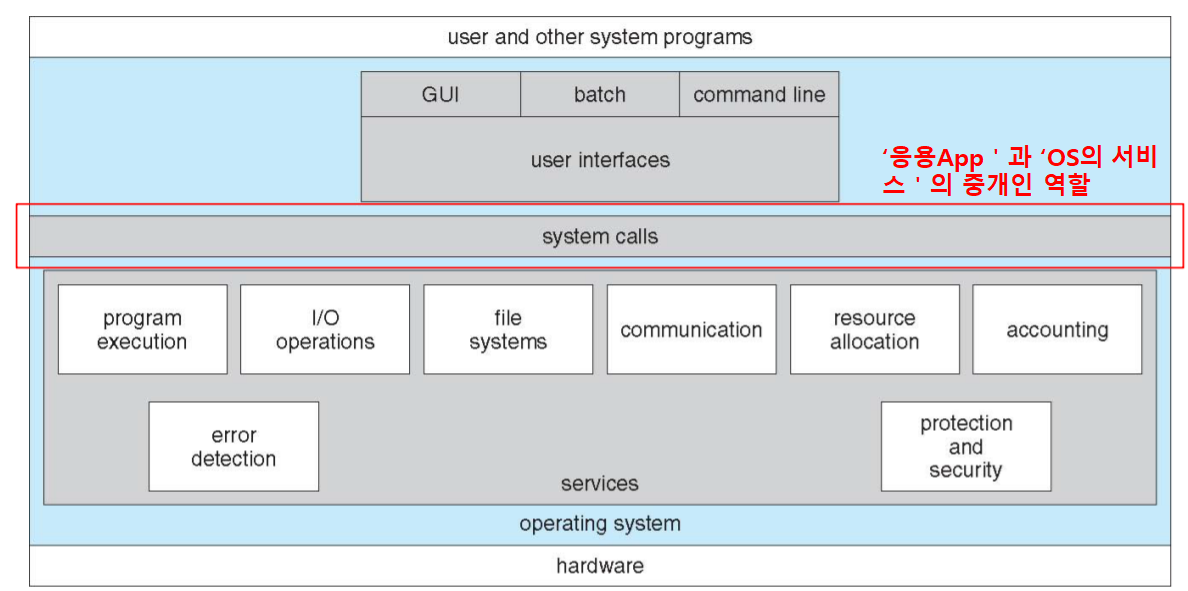 user and other system programs
GUI
batch
command line
user interfaces
‘응용App＇과 ‘OS의 서비
스＇의 중개인 역할
system calls
program
execution
I/O
operations
file
systems
communication
resource
allocation
accounting
error
detection
protection
and
security
services
operating system
hardware